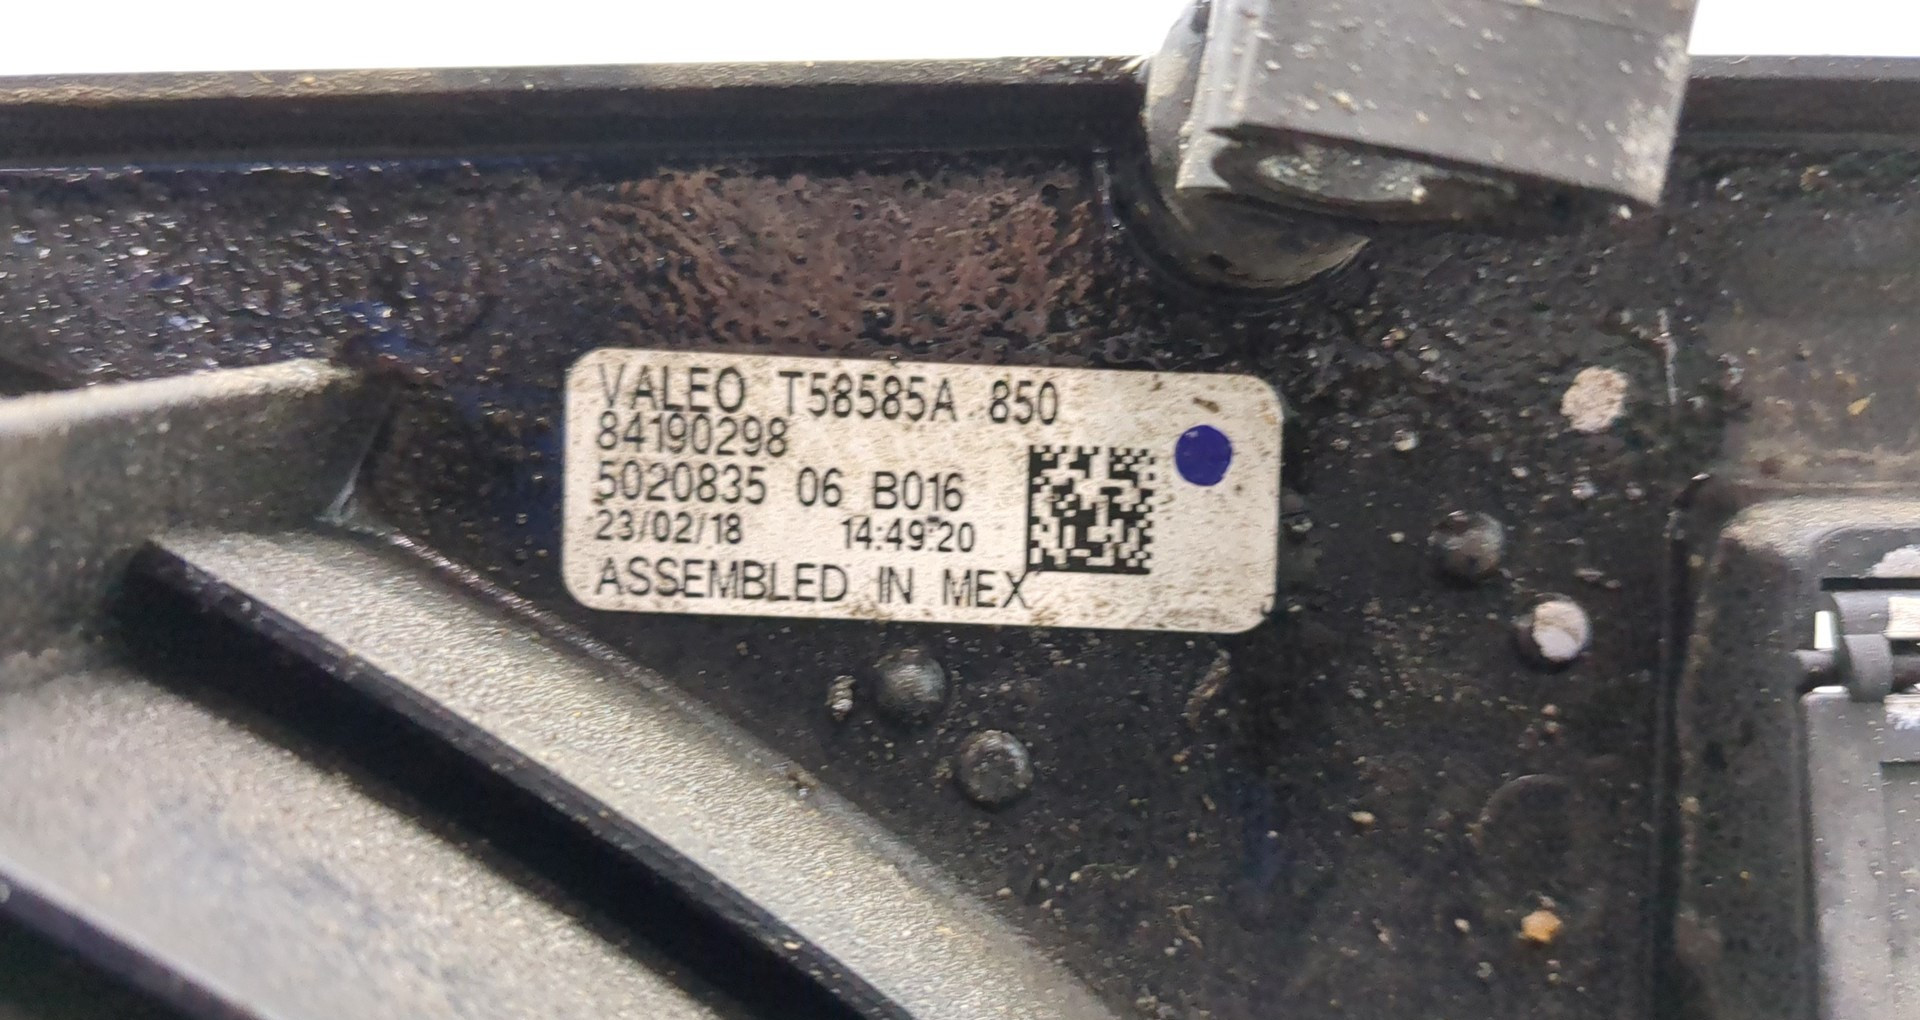 VALEO T58585A 850
84190298
5020835 06 B016
23/02/18 14:49:20
ASSEMBLED IN MEX